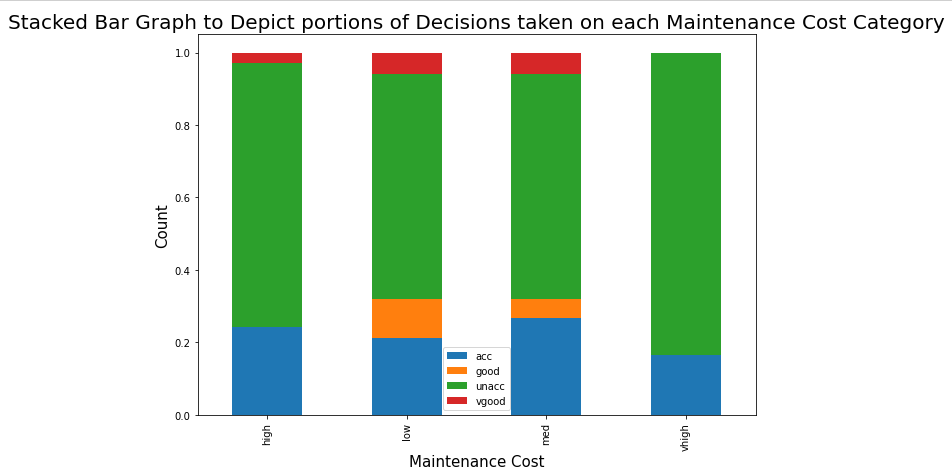 Stacked Bar Graph to Depict portions of Decisions taken on each Maintenance Cost Category
1.0
0.8
0.6
0.4
0.2
0.0
Count
acc
good
unacc
vgood
high
low
med
vhigh
Maintenance Cost